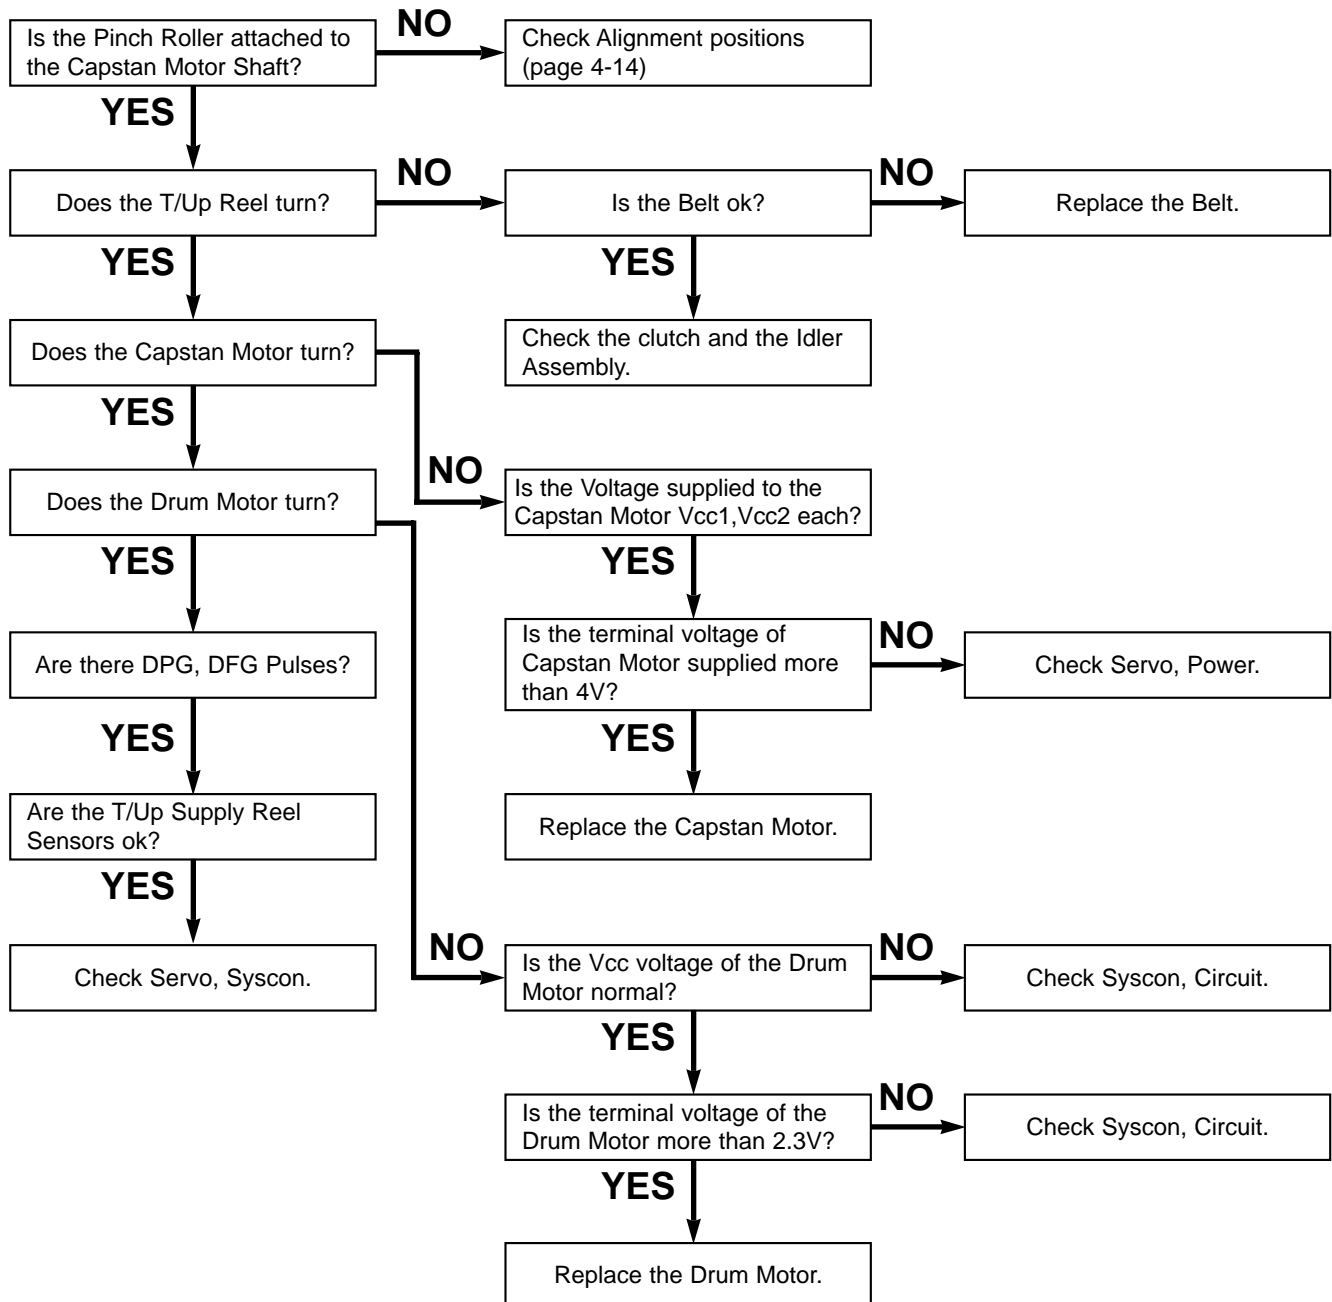 Is the Pinch Roller attached to
the Capstan Motor Shaft?
NO
Check Alignment positions
(page 4-14)
YES
Does the T/Up Reel turn?
NO
Is the Belt ok?
NO
Replace the Belt.
YES
YES
Does the Capstan Motor turn?
Check the clutch and the Idler
Assembly.
YES
NO
Does the Drum Motor turn?
Is the Voltage supplied to the
Capstan Motor Vcc1,Vcc2 each?
YES
YES
Are there DPG, DFG Pulses?
Is the terminal voltage of
Capstan Motor supplied more
than 4V?
NO
Check Servo, Power.
YES
YES
Are the T/Up Supply Reel
Sensors ok?
Replace the Capstan Motor.
YES
Check Servo, Syscon.
NO
Is the Vcc voltage of the Drum
Motor normal?
NO
Check Syscon, Circuit.
YES
Is the terminal voltage of the
Drum Motor more than 2.3V?
NO
Check Syscon, Circuit.
YES
Replace the Drum Motor.